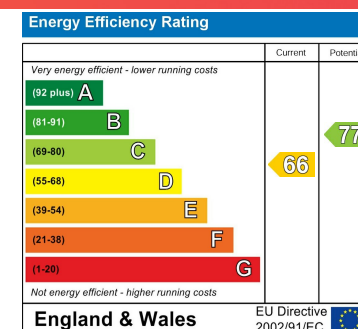 Energy Efficiency Rating
Current Potenti
Very energy efficient - lower running costs
(92 plus) A
(81-91) B
(69-80) C
(55-68) D
(39-54) E
(21-38) F
(1-20) G
66
77
Not energy efficient - higher running costs
England & Wales
EU Directive
2002/91/EC